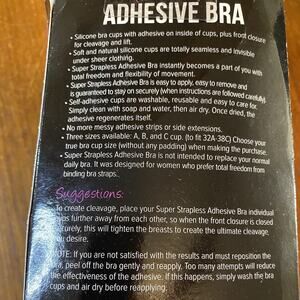 ADHESIVE BRA
• Silicone bra cups with adhesive on inside of cups, plus front closure
for cleavage and lift.
• Soft and natural silicone cups are totally seamless and invisible
under sheer clothing.
• Super Strapless Adhesive Bra instantly becomes a part of you with
total freedom and flexibility of movement.
• Super Strapless Adhesive Bra is easy to apply, easy to remove and
is guaranteed to stay on securely (when instructions are followed carefully)
• Self-adhesive cups are washable, reusable and easy to care for
Simply clean with soap and water, then air dry. Once dried, the
adhesive regenerates itself.
• No more messy adhesive strips or side extensions.
• Three sizes available: A, B, and C cup. (to fit 32A-38C) Choose your
true bra cup size (without any padding) when making the purchase.
• Super Strapless Adhesive Bra is not intended to replace your normal
daily bra. It was designed for women who prefer total freedom from
binding bra straps.
Suggestions:
To create cleavage, place your Super Strapless Adhesive Bra individual
further away from each other, so when the front closure is closed
securely, this will tighten the breasts to create the ultimate cleavage
desire.
NOTE: If you are not satisfied with the results and must reposition the
bra, peel off the bra gently and reapply. Too many attempts will reduce
the effectiveness of the adhesive. If this happens, simply wash the bra
cups and air dry before reapplying.